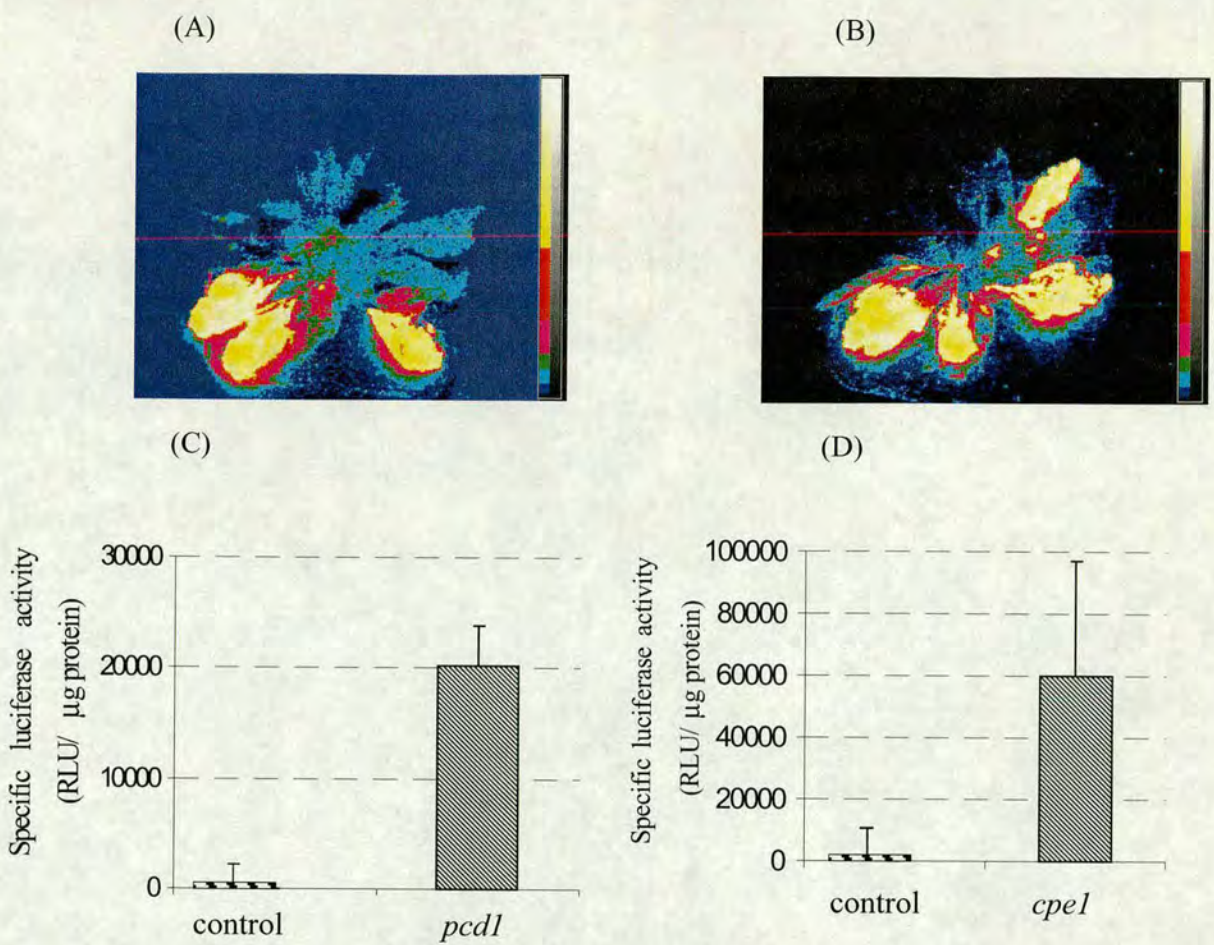 (A)
(B)
(C)
(D)
Specific luciferase activity
(RLU/ µg protein)
30000
20000
10000
0
control
pcd1
Specific luciferase activity
(RLU/ µg protein)
100000
80000
60000
40000
20000
0
control
cpe1